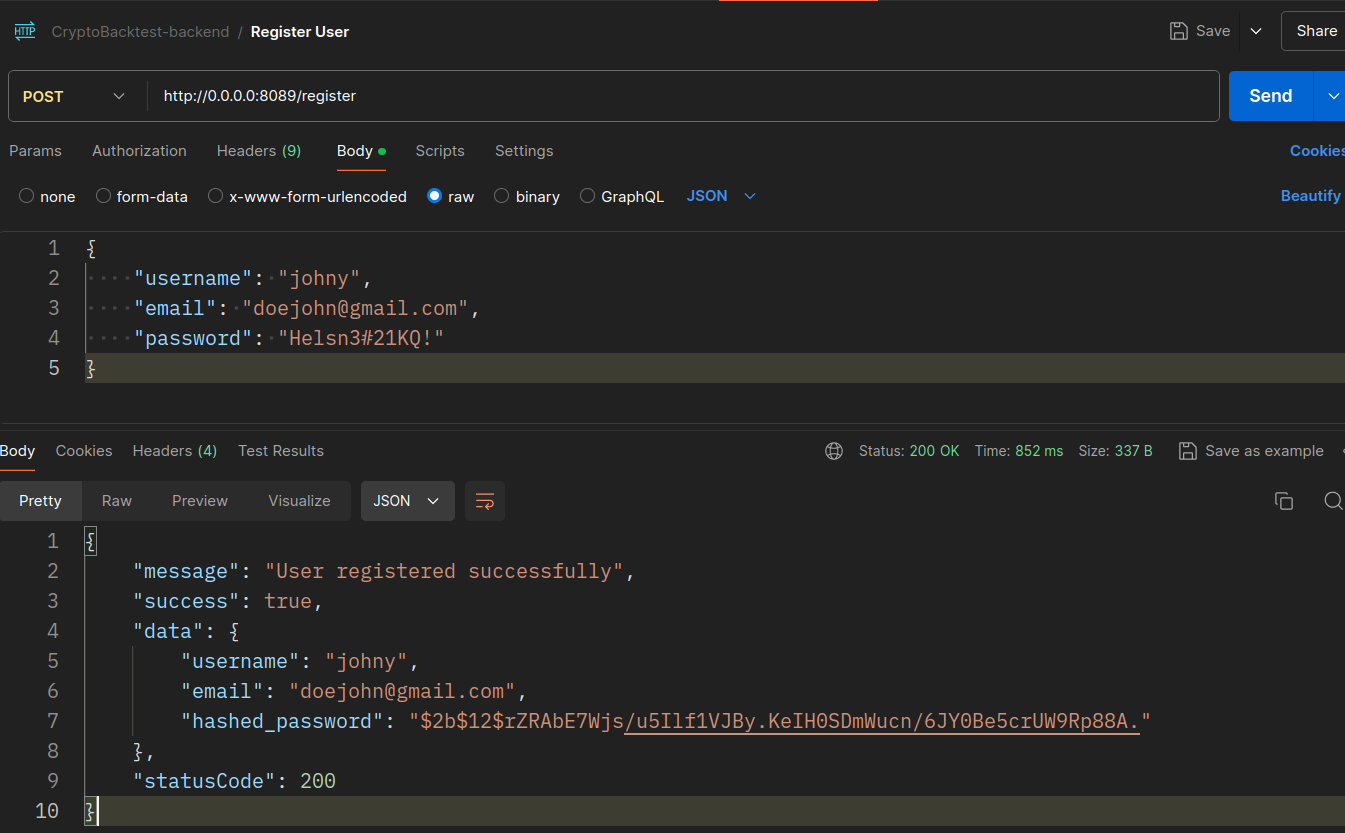 HTTP CryptoBacktest-backend / Register User Save Share
POST http://0.0.0.0:8089/register Send
Params Authorization Headers (9) Body Scripts Settings Cookies
none form-data x-www-form-urlencoded raw binary GraphQL JSON Beautify
1 {
2 "username": "johny",
3 "email": "doejohn@gmail.com",
4 "password": "Helsn3#21KQ!"
5 }
Body Cookies Headers (4) Test Results Status: 200 OK Time: 852 ms Size: 337 B Save as example
Pretty Raw Preview Visualize JSON
1 {
2 "message": "User registered successfully",
3 "success": true,
4 "data": {
5 "username": "johny",
6 "email": "doejohn@gmail.com",
7 "hashed_password": "$2b$12$rZRAbE7Wjs/u5Ilf1VJBy.KeIH0SDmWucn/6JY0Be5crUW9Rp88A."
8 },
9 "statusCode": 200
10 }